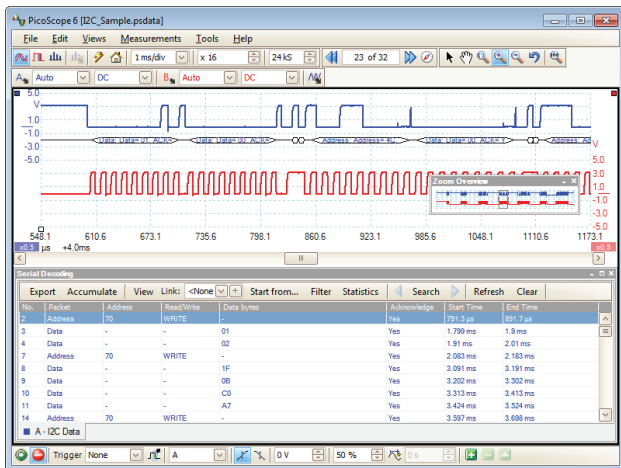 PicoScope 6 [I2C_Sample.psdata]
File Edit Views Measurements Tools Help
1 ms/div x 16 24 kS 23 of 32
A Auto DC B Auto DC
5.0
V
1.0
-1.0
-3.0
-5.0
Data: Data= 01, ACK= Data: Data= 00, ACK= Address: Address= 4C, Data: Data= 00, ACK=Y Address: Ad
V
5.0
3.0
1.0
-1.0
-3.0
-5.0
Zoom Overview
548.1 610.6 673.1 735.6 798.1 860.6 923.1 985.6 1048.1 1110.6 1173.1
x0.5 µs +4.0ms x0.5
Serial Decoding
Export Accumulate View Link: <None Start from... Filter Statistics Search Refresh Clear
No. Packet Address Read/Write Data bytes Acknowledge Start Time End Time
2 Address 70 WRITE - Yes 791.3 µs 891.7 µs
3 Data - - 01 Yes 1.799 ms 1.9 ms
4 Data - - 02 Yes 1.91 ms 2.01 ms
7 Address 70 WRITE - Yes 2.083 ms 2.183 ms
8 Data - - 1F Yes 3.091 ms 3.191 ms
9 Data - - 0B Yes 3.202 ms 3.302 ms
10 Data - - C0 Yes 3.313 ms 3.413 ms
11 Data - - A7 Yes 3.424 ms 3.524 ms
14 Address 70 WRITE - Yes 3.597 ms 3.698 ms
A - I2C Data
Trigger None A 0 V 50 % 0 s